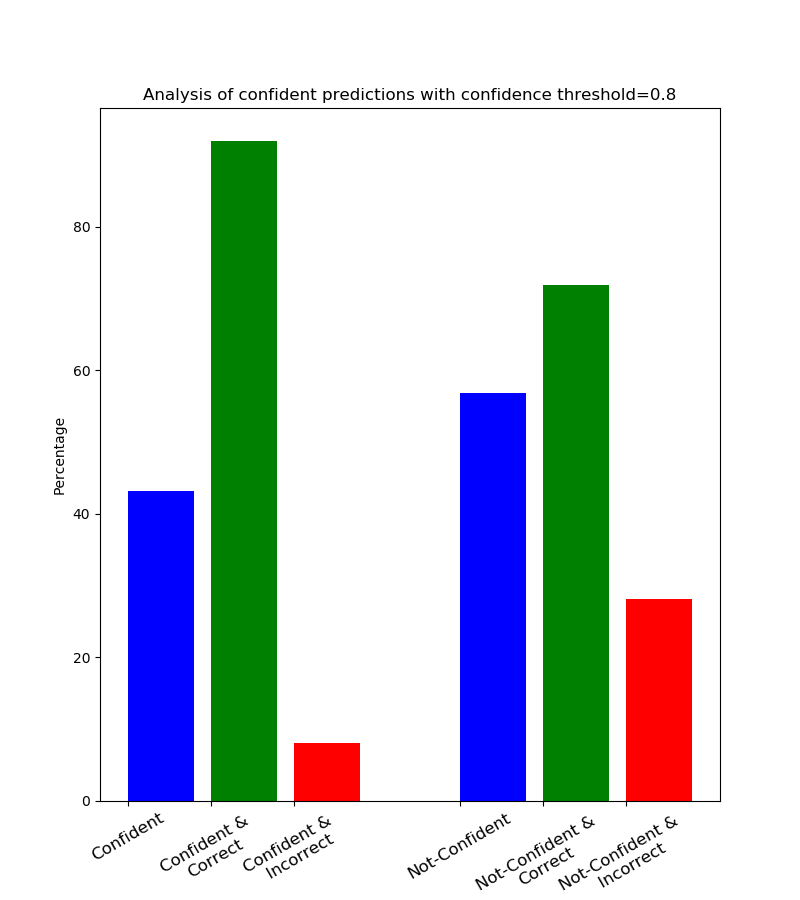 Analysis of confident predictions with confidence threshold=0.8
Percentage
80
60
40
20
0
Confident
Confident &
Correct
Confident &
Incorrect
Not-Confident
Not-Confident &
Correct
Not-Confident &
Incorrect